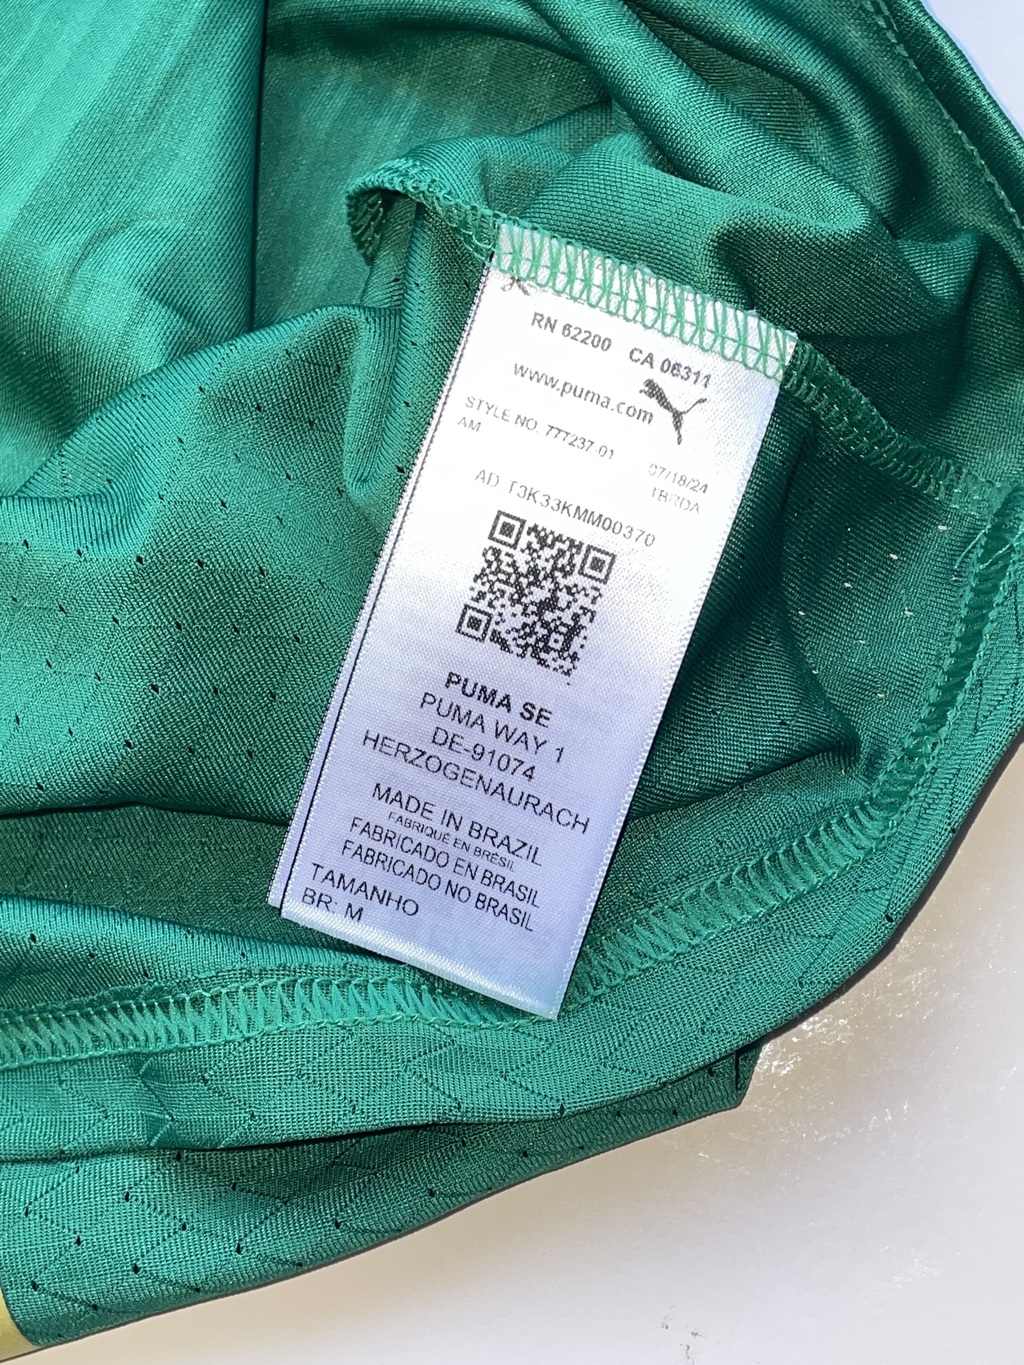 RN 62200 CA 06311
www.puma.com
STYLE NO. 777237-01
AM
07/18/24
1BRDA
AD T3K33KMM00370
PUMA SE
PUMA WAY 1
DE-91074
HERZOGENAURACH
MADE IN BRAZIL
FABRIQUÉ EN BRÉSIL
FABRICADO EN BRASIL
FABRICADO NO BRASIL
TAMANHO
BR: M